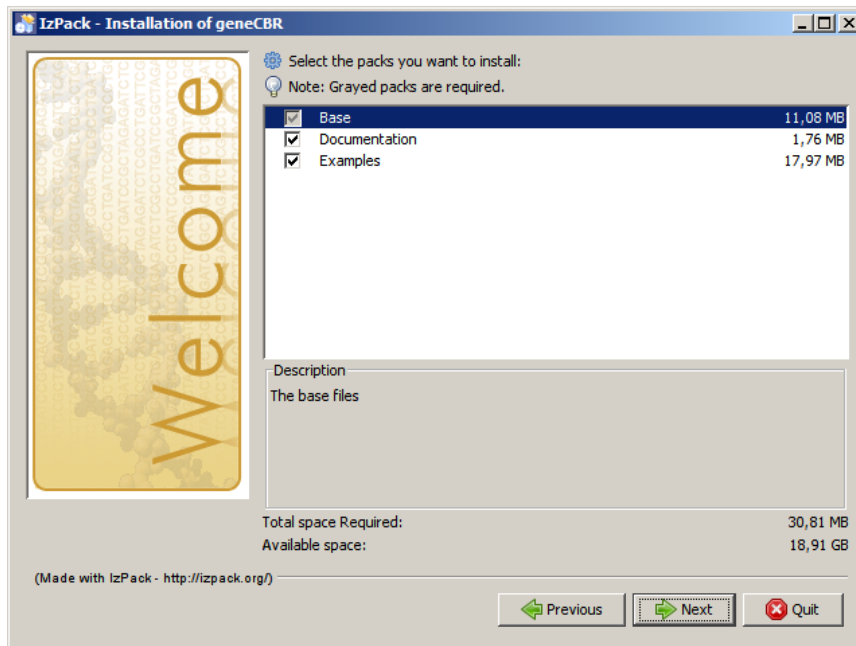 IzPack - Installation of geneCBR
Welcome
Select the packs you want to install:
Note: Grayed packs are required.
Base 11,08 MB
Documentation 1,76 MB
Examples 17,97 MB
Description
The base files
Total space Required: 30,81 MB
Available space: 18,91 GB
(Made with IzPack - http://izpack.org/)
Previous Next Quit